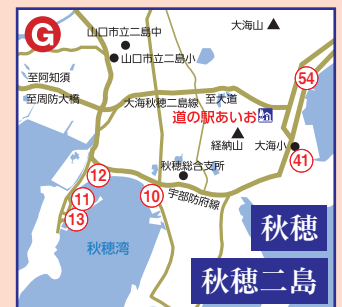 G
山口市立二島中
大海山
山口市立二島小
54
至阿知須
至周防大橋
大海秋穂二島線
至大道
道の駅あいお
経納山
大海小
41
秋穂総合支所
12
10
宇部防府線
11
13
秋穂湾
秋穂
秋穂二島